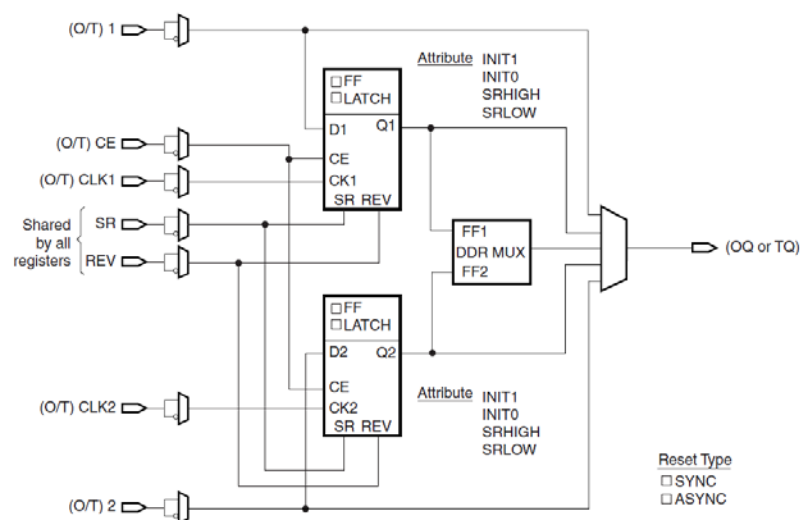 (O/T) 1
Attribute INIT1
INIT0
SRHIGH
SRLOW
FF
LATCH
D1 Q1
CE
CK1
SR REV
(O/T) CE
(O/T) CLK1
Shared
by all
registers
SR
REV
FF1
DDR MUX
FF2
(OQ or TQ)
FF
LATCH
D2 Q2
CE
CK2
SR REV
Attribute INIT1
INIT0
SRHIGH
SRLOW
(O/T) CLK2
(O/T) 2
Reset Type
SYNC
ASYNC